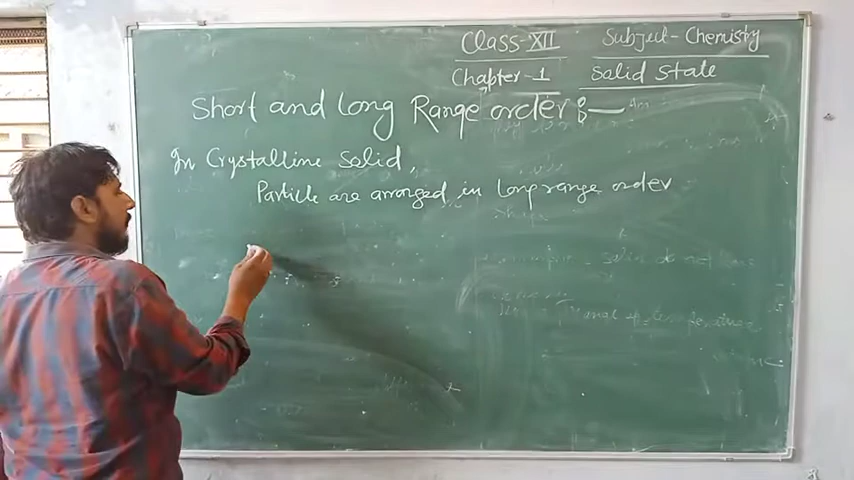 Class-XII Subject-Chemistry
Chapter-1 Solid State
Short and long Range order :—
In Crystalline Solid,
Particle are arranged in long range order